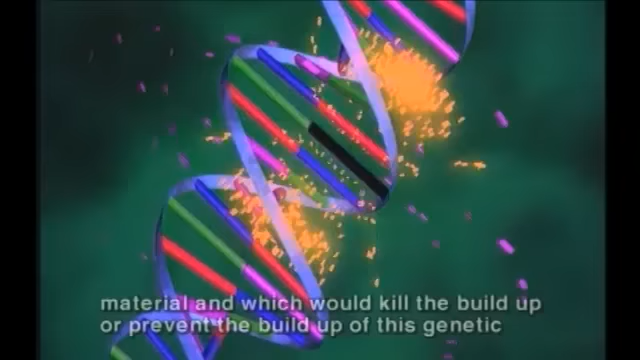 material and which would kill the build up
or prevent the build up of this genetic